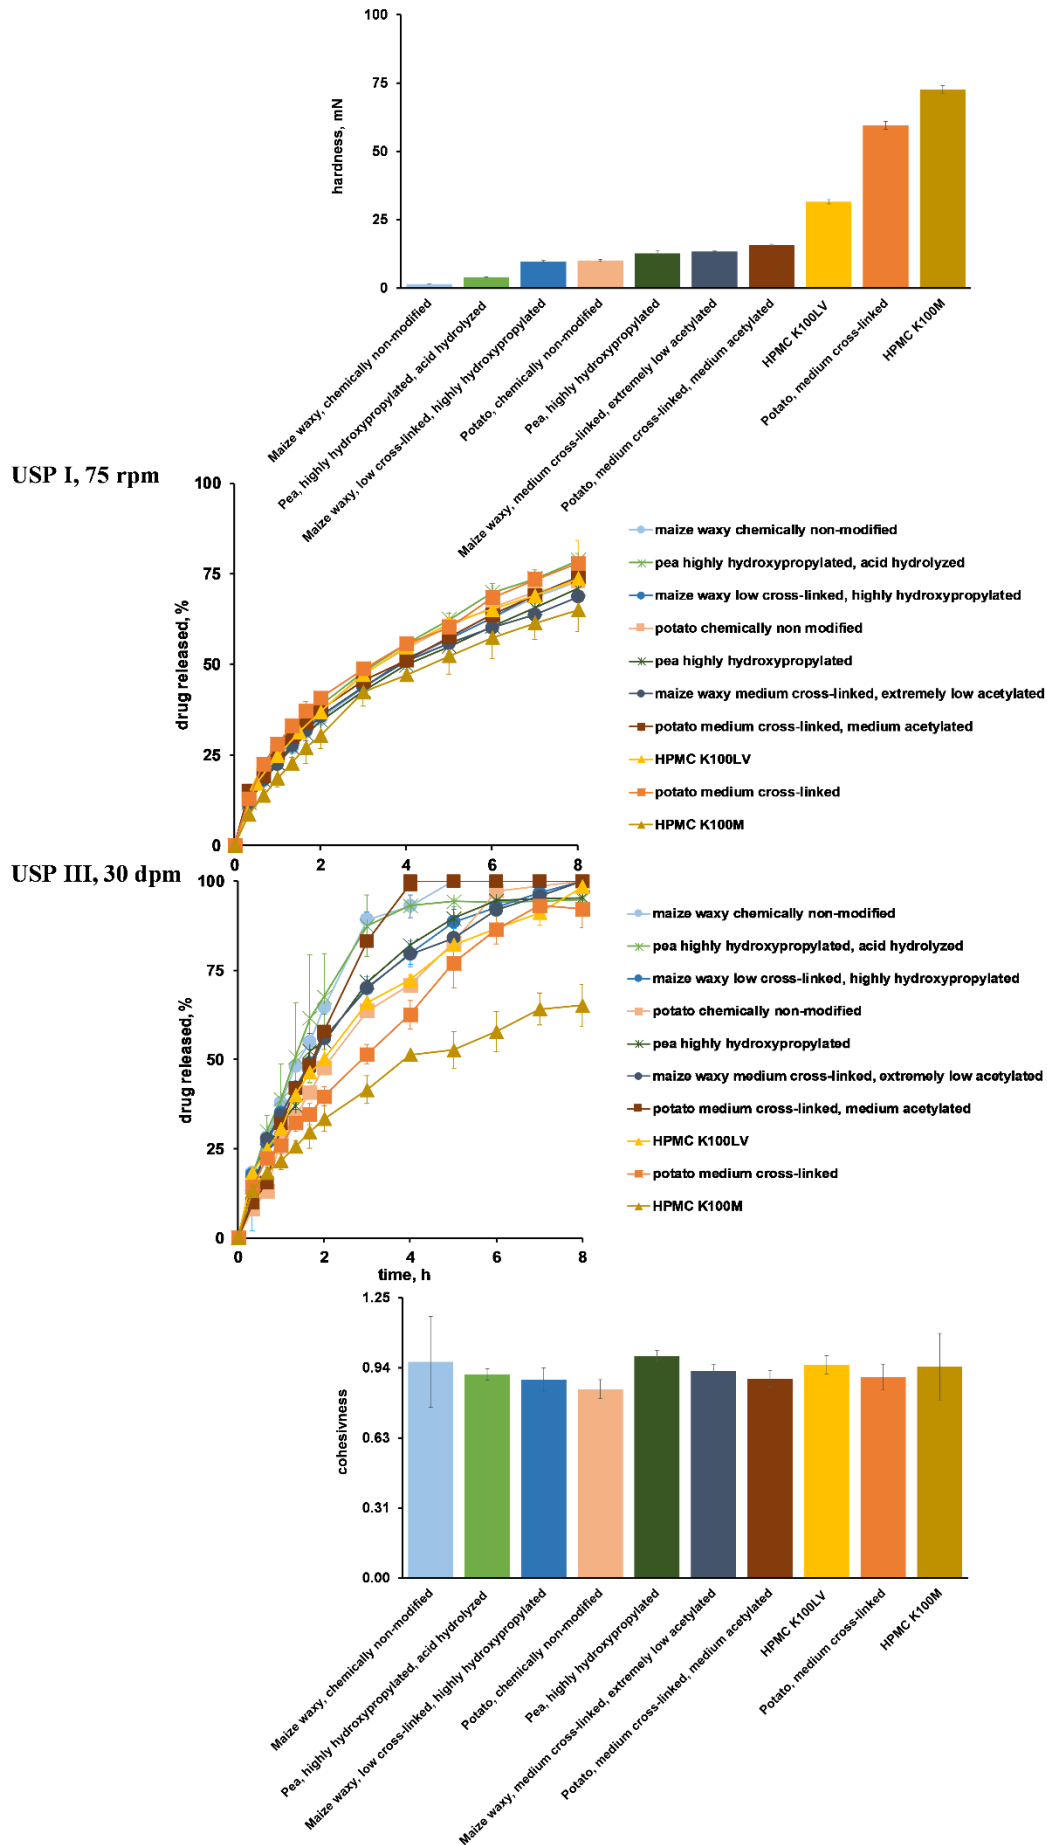 100
75
50
25
0
hardness, mN
Maize waxy, chemically non-modified
Pea, highly hydroxypropylated, acid hydrolyzed
Maize waxy, low cross-linked, highly hydroxypropylated
Potato, chemically non-modified
Pea, highly hydroxypropylated
Maize waxy, medium cross-linked, extremely low acetylated
Potato, medium cross-linked, medium acetylated
HPMC K100LV
Potato, medium cross-linked
HPMC K100M
USP I, 75 rpm
100
75
50
25
0
drug released, %
0 2 4 6 8
maize waxy chemically non-modified
pea highly hydroxypropylated, acid hydrolyzed
maize waxy low cross-linked, highly hydroxypropylated
potato chemically non modified
pea highly hydroxypropylated
maize waxy medium cross-linked, extremely low acetylated
potato medium cross-linked, medium acetylated
HPMC K100LV
potato medium cross-linked
HPMC K100M
USP III, 30 dpm
100
75
50
25
0
drug released, %
0 2 4 6 8
time, h
maize waxy chemically non-modified
pea highly hydroxypropylated, acid hydrolyzed
maize waxy low cross-linked, highly hydroxypropylated
potato chemically non-modified
pea highly hydroxypropylated
maize waxy medium cross-linked, extremely low acetylated
potato medium cross-linked, medium acetylated
HPMC K100LV
potato medium cross-linked
HPMC K100M
1.25
0.94
0.63
0.31
0.00
cohesivness
Maize waxy, chemically non-modified
Pea, highly hydroxypropylated, acid hydrolyzed
Maize waxy, low cross-linked, highly hydroxypropylated
Potato, chemically non-modified
Pea, highly hydroxypropylated
Maize waxy, medium cross-linked, extremely low acetylated
Potato, medium cross-linked, medium acetylated
HPMC K100LV
Potato, medium cross-linked
HPMC K100M